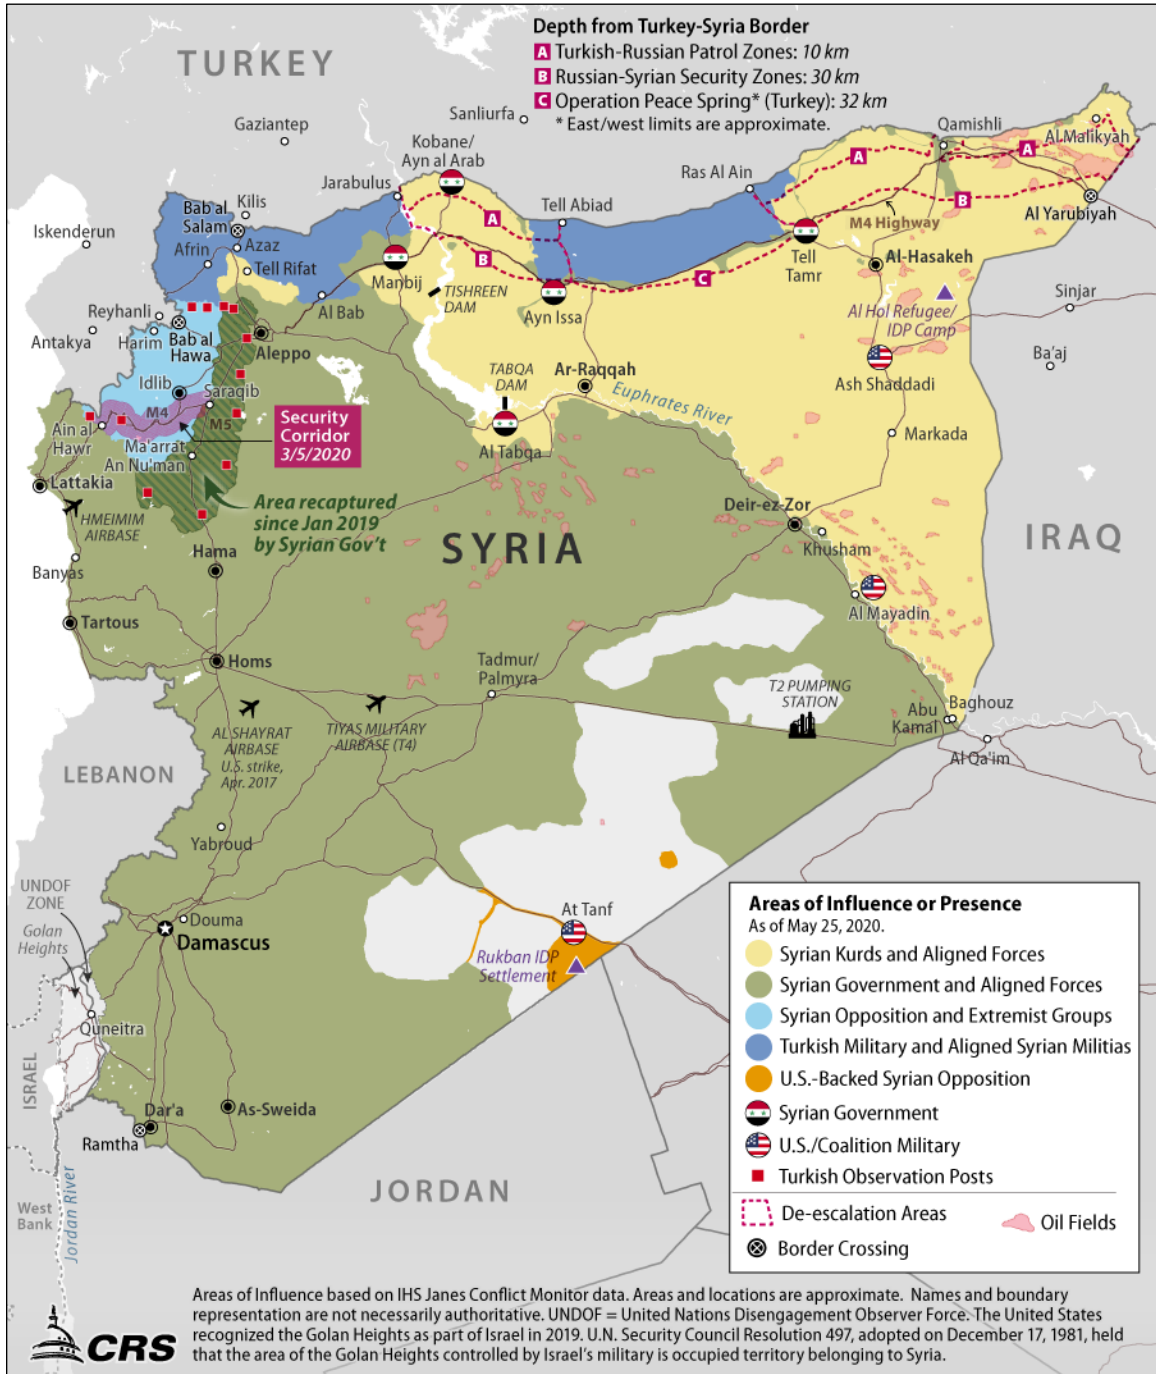 Depth from Turkey-Syria Border
A Turkish-Russian Patrol Zones: 10 km
B Russian-Syrian Security Zones: 30 km
C Operation Peace Spring* (Turkey): 32 km
* East/west limits are approximate.
TURKEY
Sanliurfa
Gaziantep
Kobane/
Ayn al Arab
Qamishli
Al Malikyah
A
A
Jarabulus
Ras Al Ain
Bab al
Salam
Kilis
Tell Abiad
A
B
M4 Highway
Al Yarubiyah
Iskenderun
Afrin
Azaz
Tell Rifat
Manbij
B
Tell
Tamr
Al-Hasakeh
C
TISHREEN
DAM
Al Bab
Ayn Issa
Al Hol Refugee/
IDP Camp
Sinjar
Reyhanli
Antakya
Harim
Bab al
Hawa
Aleppo
Ba'aj
Idlib
Saraqib
TABQA
DAM
Ar-Raqqah
Euphrates River
Ash Shaddadi
M4
M5
Security
Corridor
3/5/2020
Ain al
Hawr
Ma'arrat
An Nu'man
Al Tabqa
Markada
Lattakia
HMEIMIM
AIRBASE
Area recaptured
since Jan 2019
by Syrian Gov't
Deir-ez-Zor
Khusham
SYRIA
IRAQ
Hama
Banyas
Al Mayadin
Tartous
Homs
Tadmur/
Palmyra
T2 PUMPING
STATION
Abu
Kamal
Baghouz
Al Qa'im
AL SHAYRAT
AIRBASE
U.S. strike,
Apr. 2017
TIYAS MILITARY
AIRBASE (T4)
LEBANON
Yabroud
UNDOF
ZONE
Golan
Heights
Douma
Damascus
At Tanf
Rukban IDP
Settlement
Quneitra
ISRAEL
Dar'a
As-Sweida
Ramtha
JORDAN
West
Bank
Jordan River
Areas of Influence or Presence
As of May 25, 2020.
Syrian Kurds and Aligned Forces
Syrian Government and Aligned Forces
Syrian Opposition and Extremist Groups
Turkish Military and Aligned Syrian Militias
U.S.-Backed Syrian Opposition
Syrian Government
U.S./Coalition Military
Turkish Observation Posts
De-escalation Areas
Oil Fields
Border Crossing
Areas of Influence based on IHS Janes Conflict Monitor data. Areas and locations are approximate. Names and boundary
representation are not necessarily authoritative. UNDOF = United Nations Disengagement Observer Force. The United States
recognized the Golan Heights as part of Israel in 2019. U.N. Security Council Resolution 497, adopted on December 17, 1981, held
that the area of the Golan Heights controlled by Israel's military is occupied territory belonging to Syria.
CRS